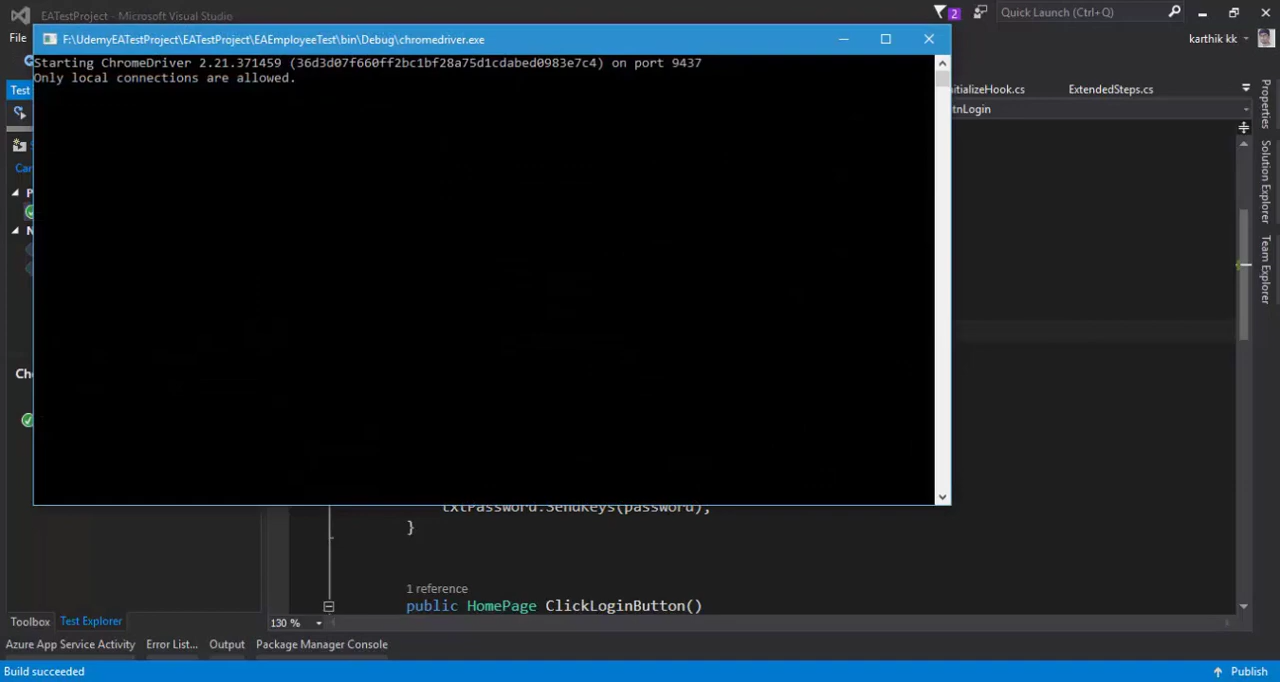 EATestProject - Microsoft Visual Studio
2
Quick Launch (Ctrl+Q)
File
karthik kk
F:\UdemyEATestProject\EATestProject\EAEmployeeTest\bin\Debug\chromedriver.exe
Starting ChromeDriver 2.21.371459 (36d3d07f660ff2bc1bf28a75d1cdabed0983e7c4) on port 9437
Only local connections are allowed.
Test
itializeHook.cs
ExtendedSteps.cs
tnLogin
Properties
Solution Explorer
Team Explorer
txtPassword.SendKeys(password);
}
1 reference
public HomePage ClickLoginButton()
130 %
Toolbox
Test Explorer
Azure App Service Activity
Error List...
Output
Package Manager Console
Build succeeded
Publish